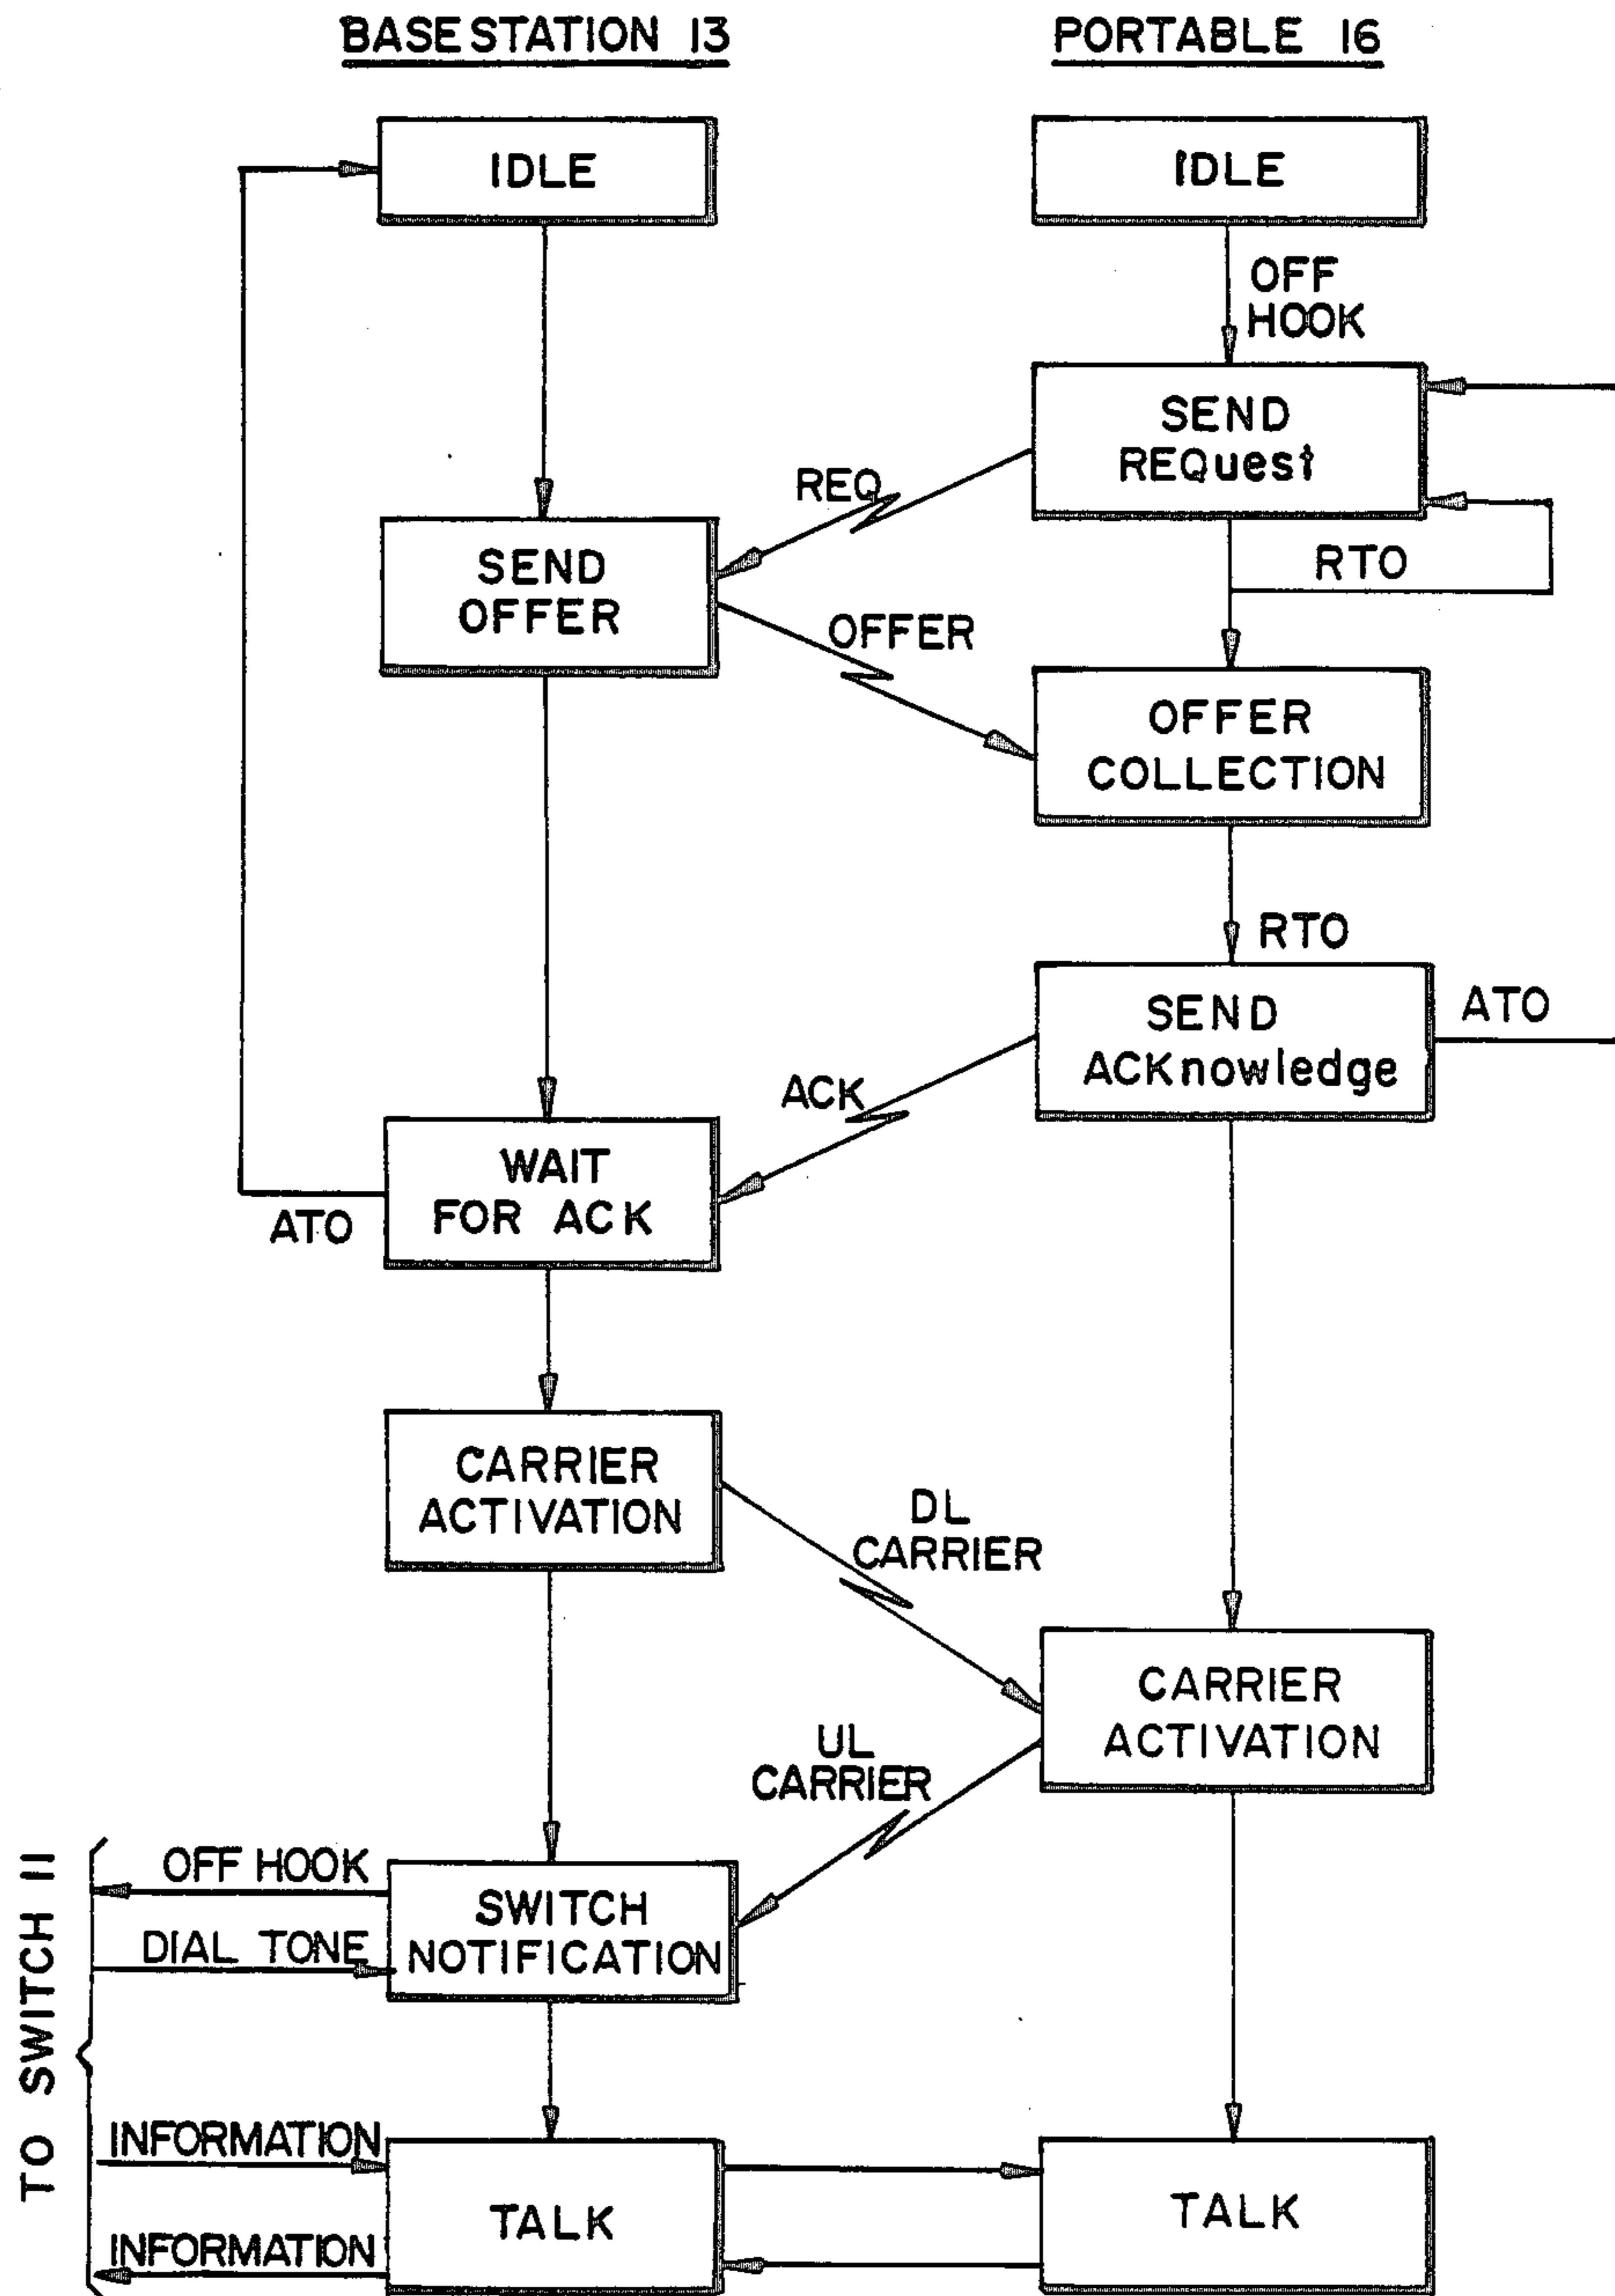 BASE STATION 13
PORTABLE 16
IDLE
IDLE
OFF
HOOK
SEND
REQuest
REQ
SEND
OFFER
RTO
OFFER
OFFER
COLLECTION
RTO
SEND
ACKnowledge
ATO
ACK
WAIT
FOR ACK
ATO
CARRIER
ACTIVATION
DL
CARRIER
CARRIER
ACTIVATION
UL
CARRIER
TO SWITCH 11
OFF HOOK
SWITCH
NOTIFICATION
DIAL TONE
INFORMATION
TALK
TALK
INFORMATION